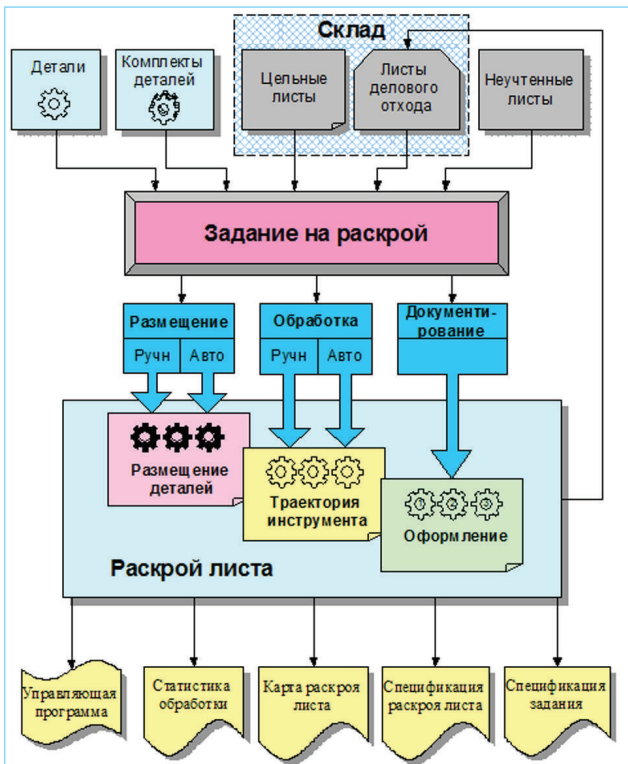 Склад
Детали
Комплекты
деталей
Цельные
листы
Листы
делового
отхода
Неучтенные
листы
Задание на раскрой
Размещение
Ручн
Авто
Обработка
Ручн
Авто
Документи-
рование
Размещение
деталей
Траектория
инструмента
Оформление
Раскрой листа
Управляющая
программа
Статистика
обработки
Карта раскроя
листа
Спецификация
раскроя листа
Спецификация
задания